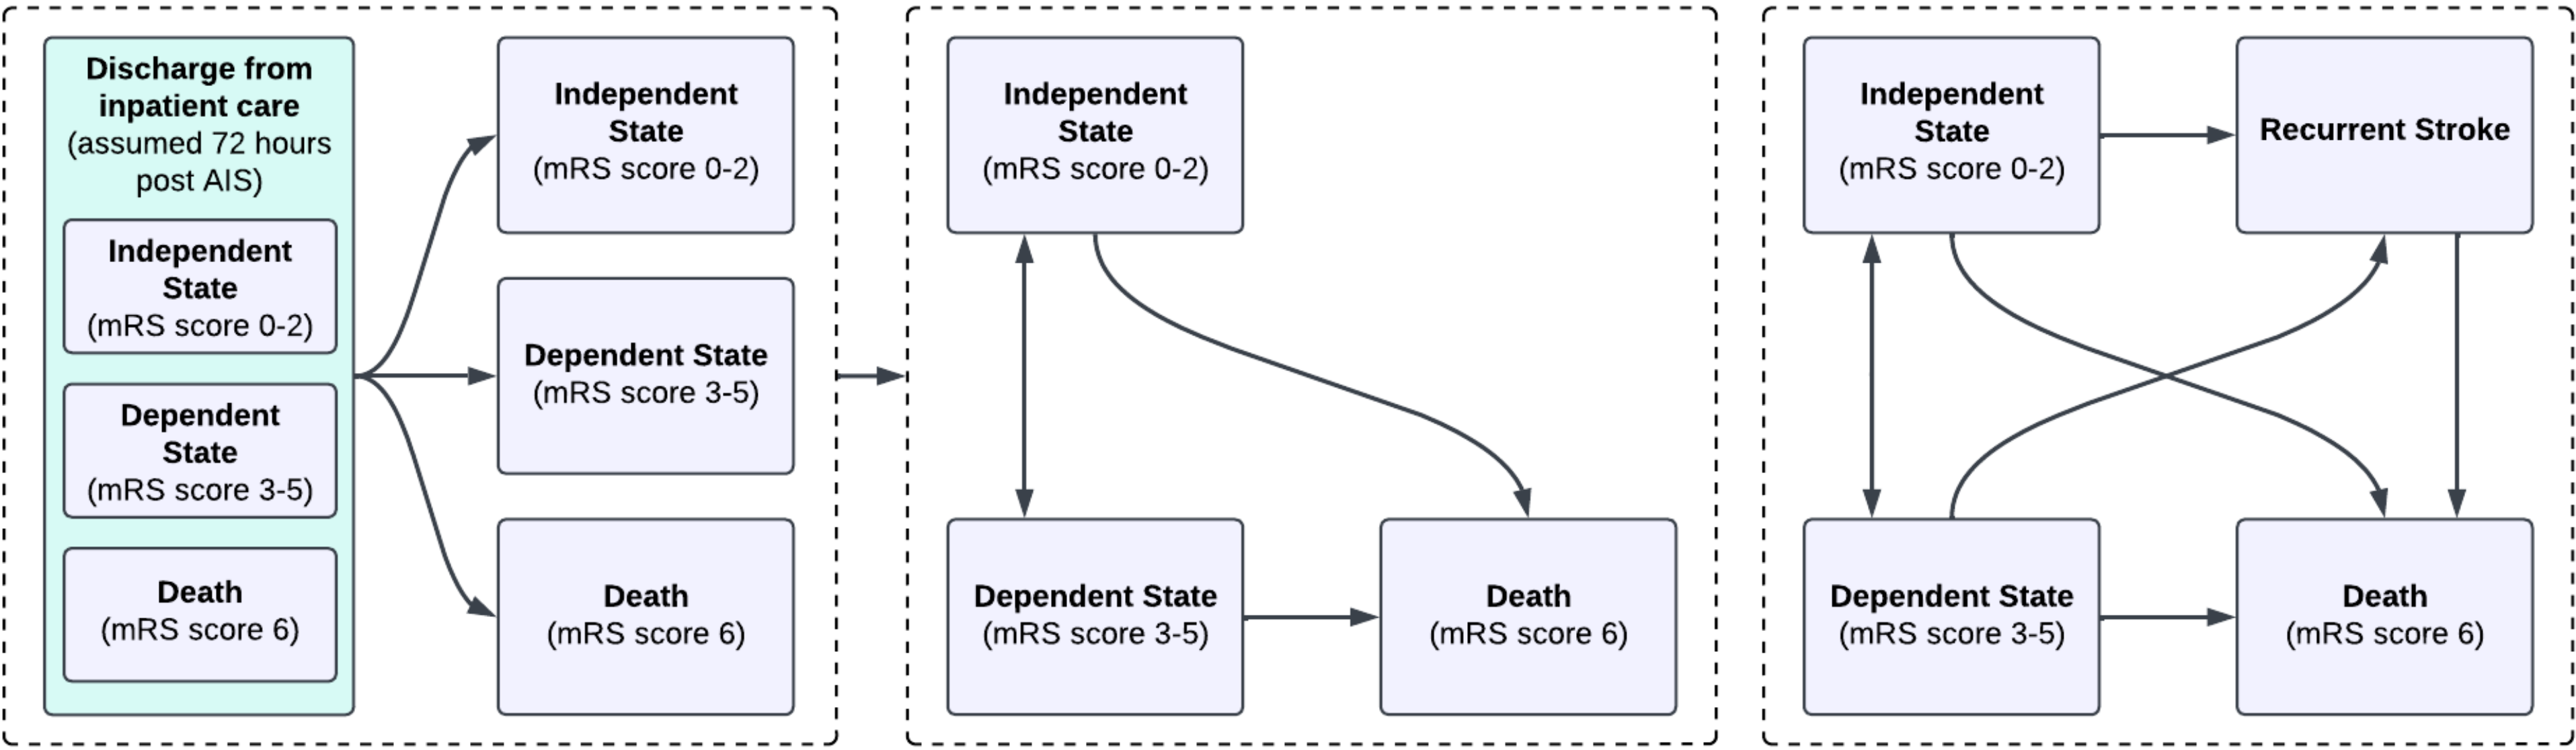 Discharge from
inpatient care
(assumed 72 hours
post AIS)
Independent
State
(mRS score 0-2)
Dependent
State
(mRS score 3-5)
Death
(mRS score 6)
Independent
State
(mRS score 0-2)
Dependent State
(mRS score 3-5)
Death
(mRS score 6)
Independent
State
(mRS score 0-2)
Dependent State
(mRS score 3-5)
Death
(mRS score 6)
Independent
State
(mRS score 0-2)
Recurrent Stroke
Dependent State
(mRS score 3-5)
Death
(mRS score 6)